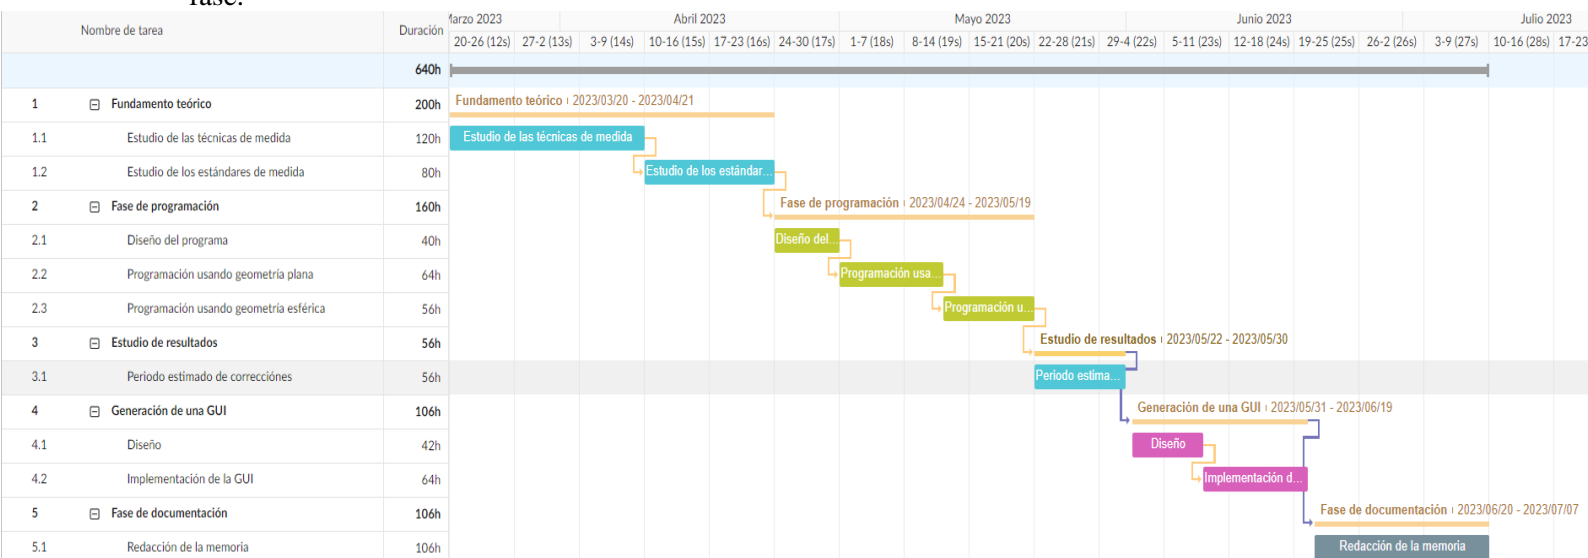 fase.
Nombre de tarea
Duración
Marzo 2023
Abril 2023
Mayo 2023
Junio 2023
Julio 2023
20-26 (12s) 27-2 (13s) 3-9 (14s) 10-16 (15s) 17-23 (16s) 24-30 (17s) 1-7 (18s) 8-14 (19s) 15-21 (20s) 22-28 (21s) 29-4 (22s) 5-11 (23s) 12-18 (24s) 19-25 (25s) 26-2 (26s) 3-9 (27s) 10-16 (28s) 17-23
640h
1 Fundamento teórico 200h Fundamento teórico 2023/03/20 - 2023/04/21
1.1 Estudio de las técnicas de medida 120h Estudio de las técnicas de medida
1.2 Estudio de los estándares de medida 80h Estudio de los estándar...
2 Fase de programación 160h Fase de programación 2023/04/24 - 2023/05/19
2.1 Diseño del programa 40h Diseño del...
2.2 Programación usando geometría plana 64h Programación usa...
2.3 Programación usando geometría esférica 56h Programación u...
3 Estudio de resultados 56h Estudio de resultados 2023/05/22 - 2023/05/30
3.1 Periodo estimado de correcciónes 56h Periodo estima...
4 Generación de una GUI 106h Generación de una GUI 2023/05/31 - 2023/06/19
4.1 Diseño 42h Diseño
4.2 Implementación de la GUI 64h Implementación d...
5 Fase de documentación 106h Fase de documentación 2023/06/20 - 2023/07/07
5.1 Redacción de la memoria 106h Redacción de la memoria